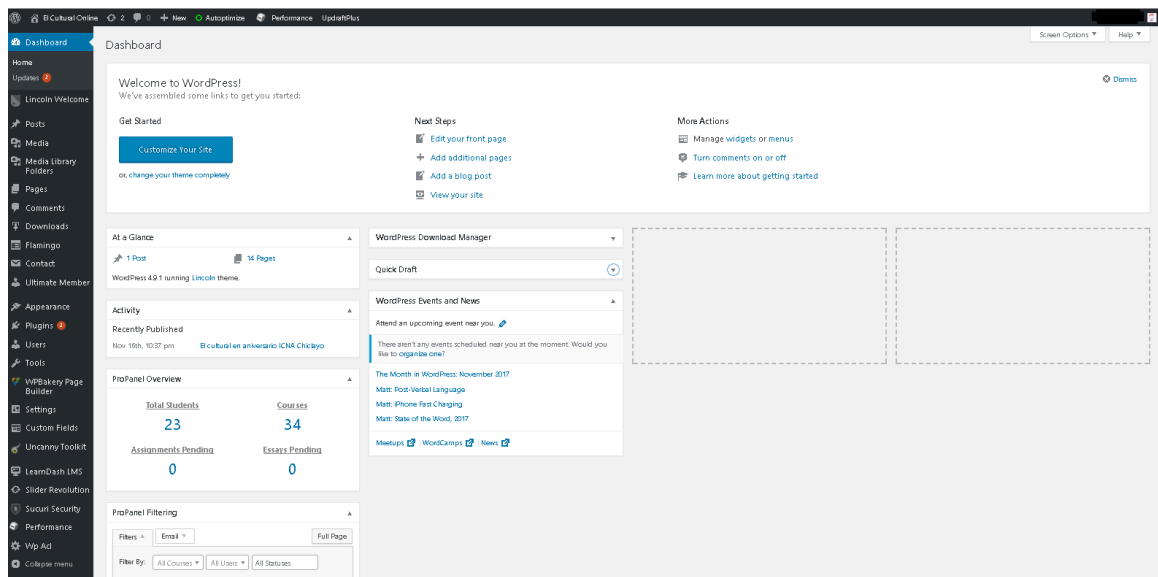 El Cultural Online 2 0 + New Autoptimize Performance UpdraftPlus
Screen Options Help
Dashboard
Home
Updates 2
Lincoln Welcome
Posts
Media
Media Library Folders
Pages
Comments
Downloads
Flamingo
Contact
Ultimate Member
Appearance
Plugins 2
Users
Tools
WPBakery Page Builder
Settings
Custom Fields
Uncanny Toolkit
LearnDash LMS
Slider Revolution
Sucuri Security
Performance
Wp Acl
Collapse menu
Dashboard
Welcome to WordPress!
We've assembled some links to get you started:
Dismiss
Get Started
Customize Your Site
or, change your theme completely
Next Steps
Edit your front page
Add additional pages
Add a blog post
View your site
More Actions
Manage widgets or menus
Turn comments on or off
Learn more about getting started
At a Glance
1 Post 14 Pages
WordPress 4.9.1 running Lincoln theme.
Activity
Recently Published
Nov 16th, 10:37 pm El cultural en aniversario ICNA Chiclayo
ProPanel Overview
Total Students Courses
23 34
Assignments Pending Essays Pending
0 0
ProPanel Filtering
Filters Email Full Page
Filter By: All Courses All Users All Statuses
WordPress Download Manager
Quick Draft
WordPress Events and News
Attend an upcoming event near you.
There aren't any events scheduled near you at the moment. Would you
like to organize one?
The Month in WordPress: November 2017
Matt: Post-Verbal Language
Matt: iPhone Fast Charging
Matt: State of the Word, 2017
Meetups | WordCamps | News